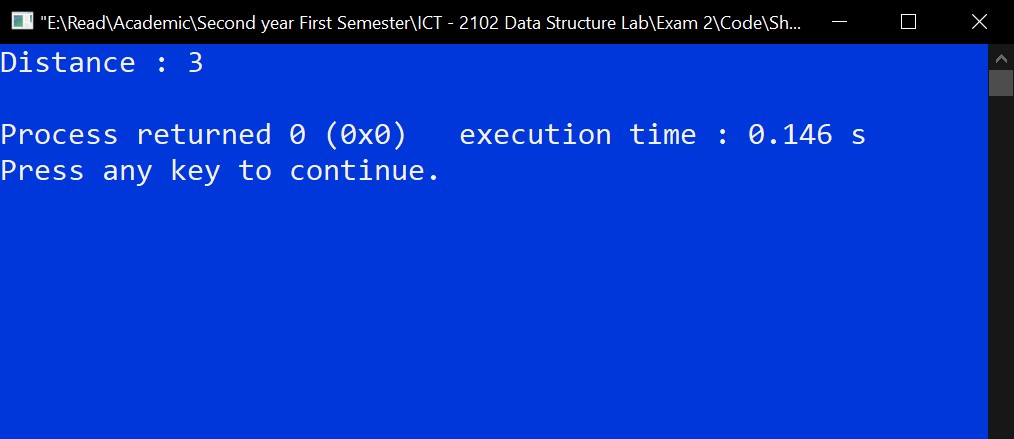 "E:\Read\Academic\Second year First Semester\ICT - 2102 Data Structure Lab\Exam 2\Code\Sh...
Distance : 3
Process returned 0 (0x0)   execution time : 0.146 s
Press any key to continue.